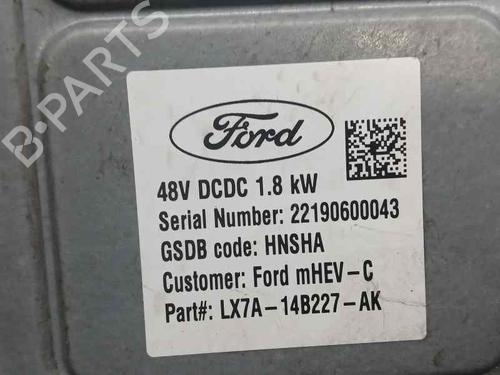 B-PARTS
Ford
48V DCDC 1.8 kW
Serial Number: 22190600043
GSDB code: HNSHA
Customer: Ford mHEV-C
Part#: LX7A-14B227-AK